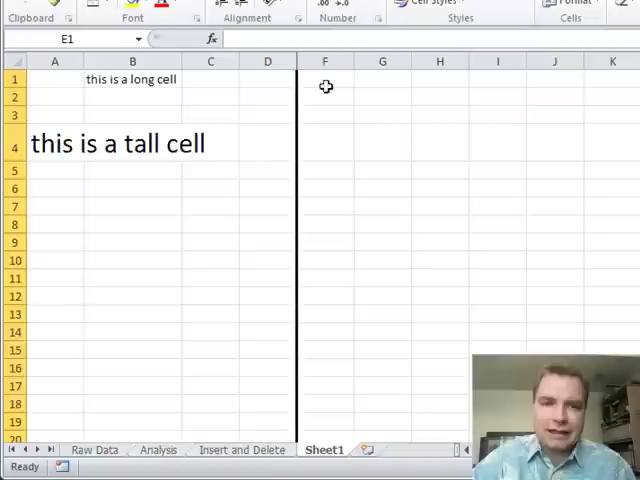 Cell Styles
Format
Clipboard Font Alignment Number Styles Cells
E1 fx
A B C D F G H I J K
1 this is a long cell
2
3
4 this is a tall cell
5
6
7
8
9
10
11
12
13
14
15
16
17
18
19
20
Raw Data Analysis Insert and Delete Sheet1
Ready